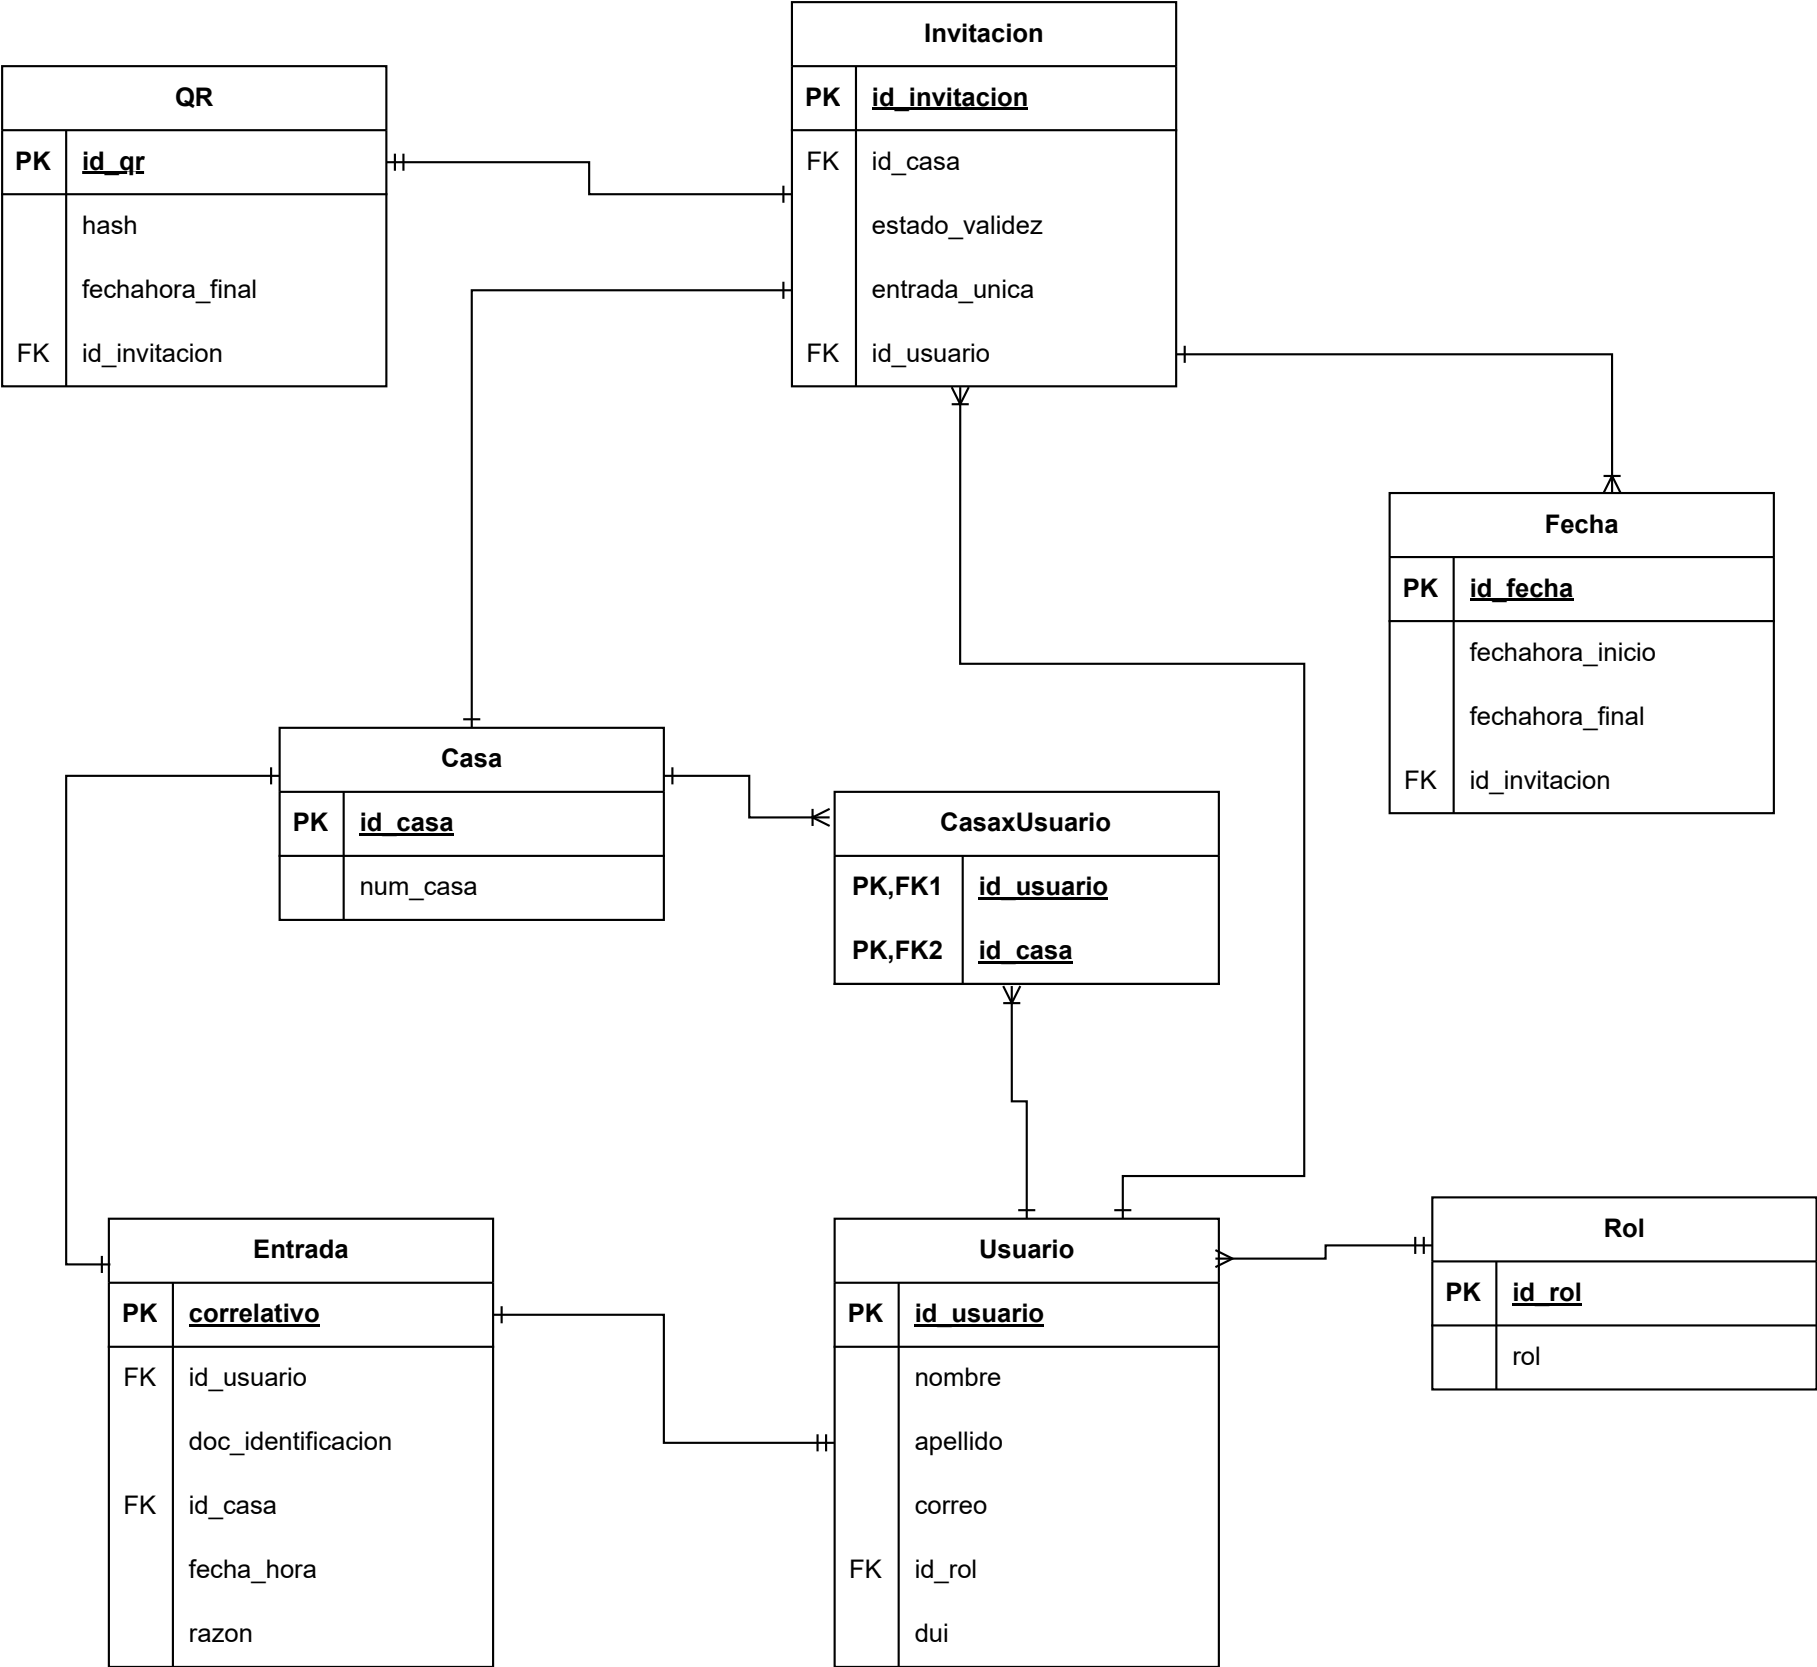 Invitacion
PK id_invitacion
FK id_casa
estado_validez
entrada_unica
FK id_usuario
QR
PK id_qr
hash
fechahora_final
FK id_invitacion
Fecha
PK id_fecha
fechahora_inicio
fechahora_final
FK id_invitacion
Casa
PK id_casa
num_casa
CasaxUsuario
PK,FK1 id_usuario
PK,FK2 id_casa
Entrada
PK correlativo
FK id_usuario
doc_identificacion
FK id_casa
fecha_hora
razon
Usuario
PK id_usuario
nombre
apellido
correo
FK id_rol
dui
Rol
PK id_rol
rol